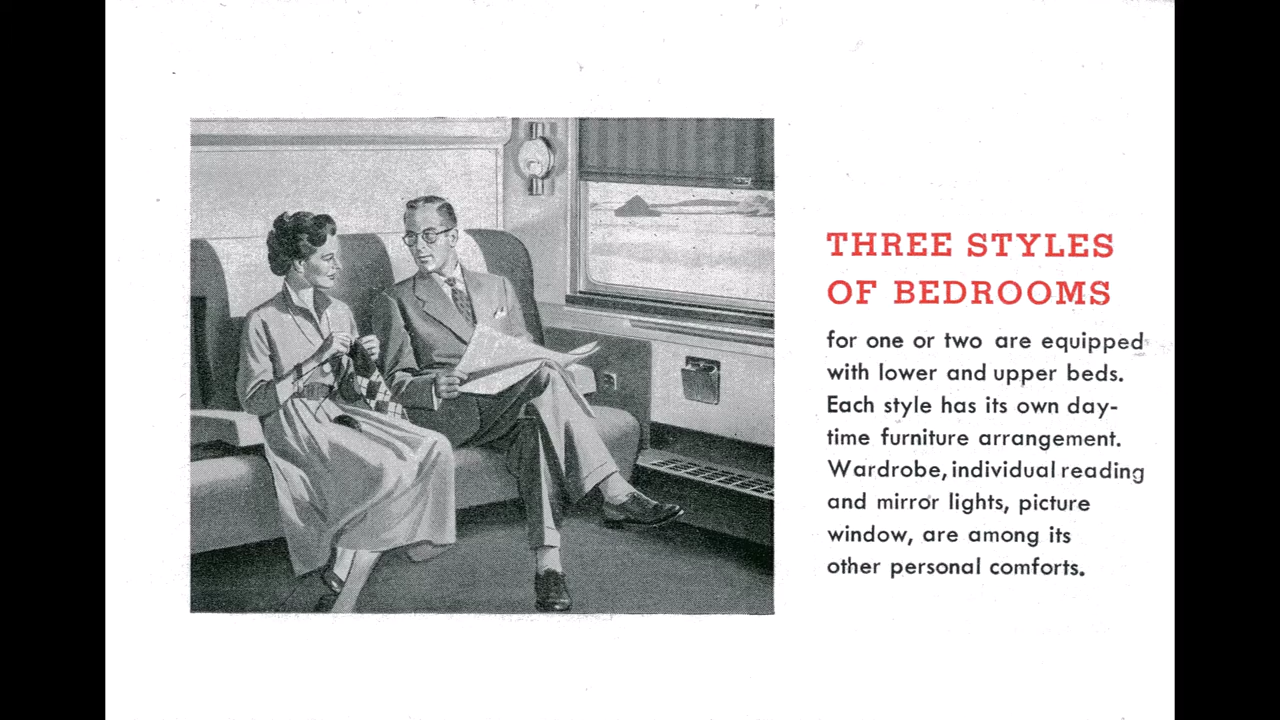 THREE STYLES
OF BEDROOMS
for one or two are equipped
with lower and upper beds.
Each style has its own day-
time furniture arrangement.
Wardrobe, individual reading
and mirror lights, picture
window, are among its
other personal comforts.